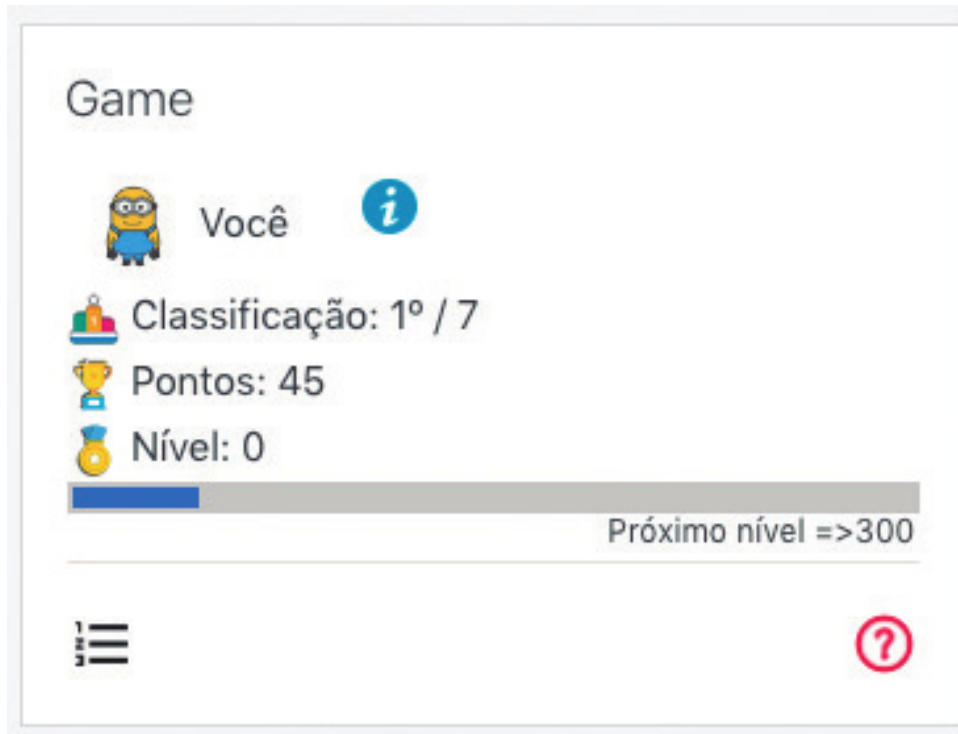 Game
Você
Classificação: 1º / 7
Pontos: 45
Nível: 0
Próximo nível =>300